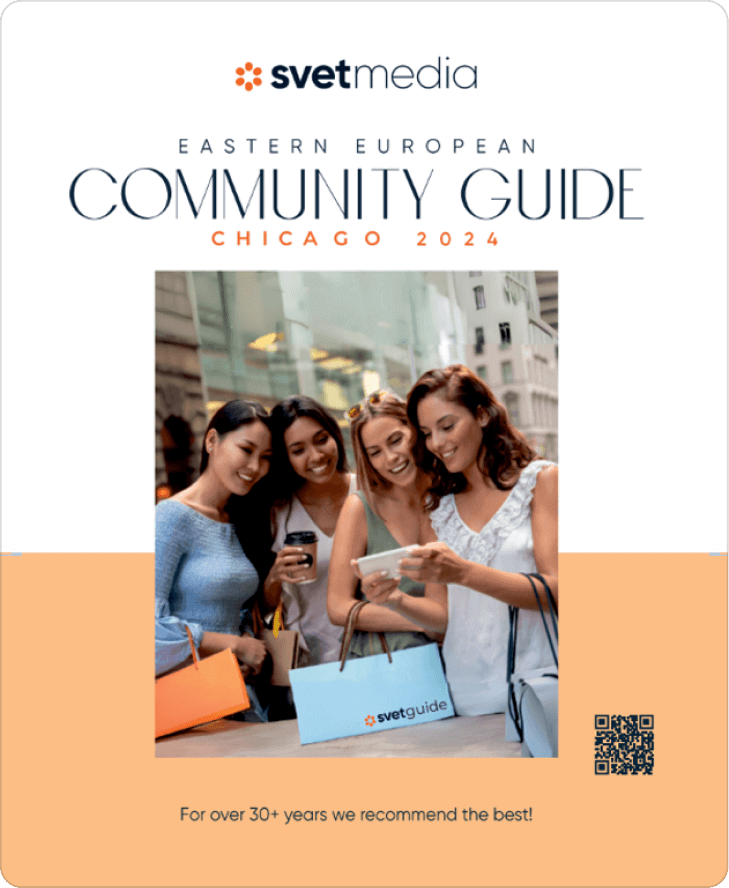 svetmedia
EASTERN EUROPEAN
COMMUNITY GUIDE
CHICAGO 2024
svetguide
For over 30+ years we recommend the best!